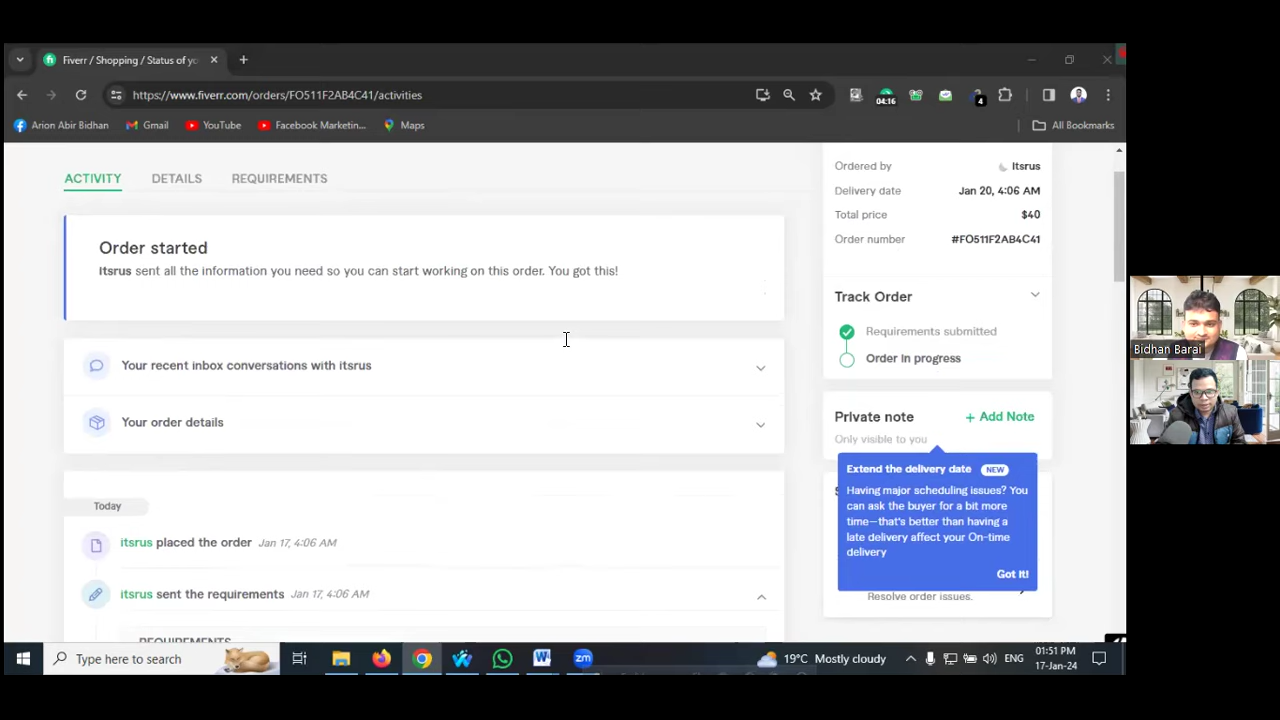 Fiverr / Shopping / Status of yo
https://www.fiverr.com/orders/FO511F2AB4C41/activities
04:16
4
Arion Abir Bidhan
Gmail
YouTube
Facebook Marketin...
Maps
All Bookmarks
ACTIVITY
DETAILS
REQUIREMENTS
Order started
Itsrus sent all the information you need so you can start working on this order. You got this!
Your recent inbox conversations with itsrus
Your order details
Today
itsrus placed the order Jan 17, 4:06 AM
itsrus sent the requirements Jan 17, 4:06 AM
REQUIREMENTS
Ordered by Itsrus
Delivery date Jan 20, 4:06 AM
Total price $40
Order number #FO511F2AB4C41
Track Order
Requirements submitted
Order in progress
Private note + Add Note
Only visible to you
Extend the delivery date NEW
Having major scheduling issues? You
can ask the buyer for a bit more
time—that's better than having a
late delivery affect your On-time
delivery
Got it!
Resolve order issues.
Bidhan Barai
Type here to search
W
zm
19°C Mostly cloudy
ENG
01:51 PM
17-Jan-24